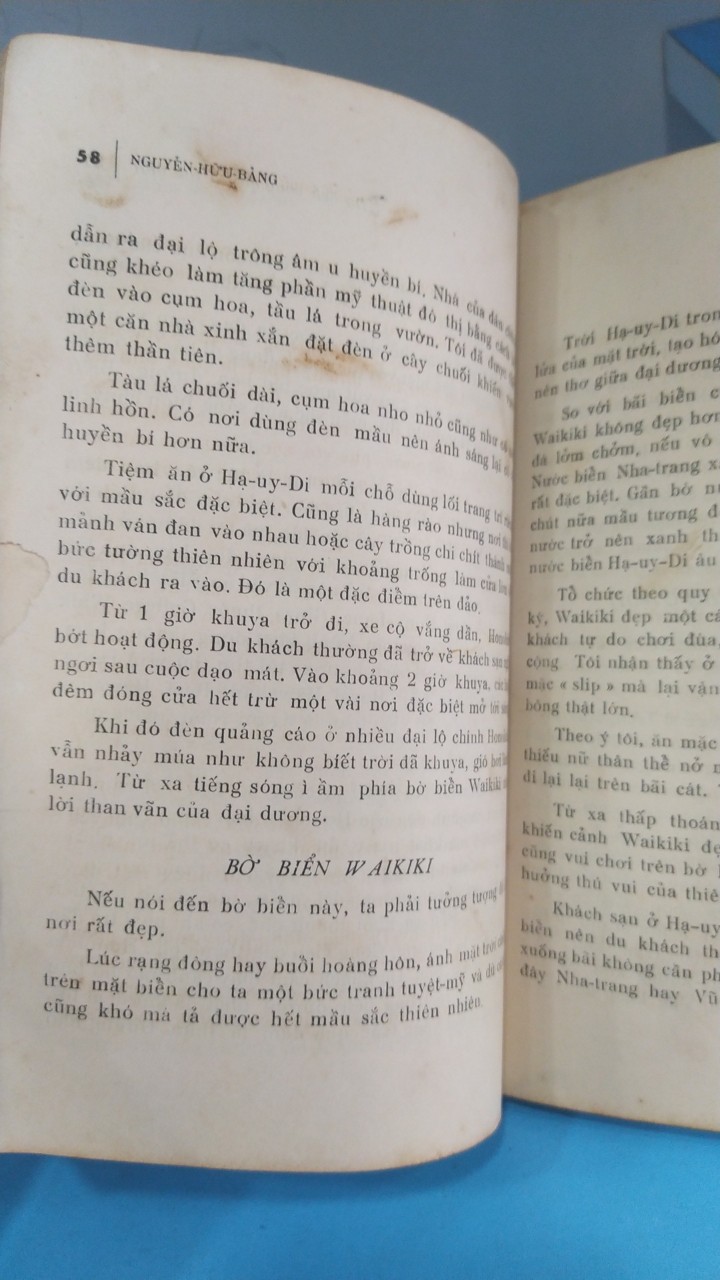 58 NGUYỄN-HỮU-BẢNG
dẫn ra đại lộ trông âm u huyền bí. Nhà của dân
cũng khéo làm tăng phần mỹ thuật đô thị bằng cách
đèn vào cụm hoa, tầu lá trong vườn. Tôi đã được
một căn nhà xinh xắn đặt đèn ở cây chuối khiến
thêm thần tiên.
Tàu lá chuối dài, cụm hoa nho nhỏ cũng như có
linh hồn. Có nơi dùng đèn mầu nên ánh sáng lại
huyền bí hơn nữa.
Tiệm ăn ở Hạ-uy-Di mỗi chỗ dùng lối trang trí
với mầu sắc đặc biệt. Cũng là hàng rào nhưng nơi thì
mảnh ván đan vào nhau hoặc cây trồng chi chít thành
bức tường thiên nhiên với khoảng trống làm cửa
du khách ra vào. Đó là một đặc điểm trên đảo.
Từ 1 giờ khuya trở đi, xe cộ vắng dần,
bớt hoạt động. Du khách thường đã trở về khách sạn
ngơi sau cuộc dạo mát. Vào khoảng 2 giờ khuya,
đêm đóng cửa hết trừ một vài nơi đặc biệt mở tới
Khi đó đèn quảng cáo ở nhiều đại lộ chính
vẫn nhảy múa như không biết trời đã khuya, gió
lạnh. Từ xa tiếng sóng ì ầm phía bờ biển Waikiki
lời than vãn của đại dương.
BỜ BIỂN WAIKIKI
Nếu nói đến bờ biển này, ta phải tưởng tượng
nơi rất đẹp.
Lúc rạng đông hay buổi hoàng hôn, ánh mặt trời
trên mặt biển cho ta một bức tranh tuyệt-mỹ và dù
cũng khó mà tả được hết mầu sắc thiên nhiên.
Trời Hạ-uy-Di
lửa của mặt trời, tạo
nên thơ giữa đại dương
So với bãi biển
Waikiki không đẹp hơn
đá lởm chởm, nếu vô
Nước biển Nha-trang
rất đặc biệt. Gần bờ
chút nữa mầu tương
nước trở nên xanh
nước biển Hạ-uy-Di âu
Tổ chức theo quy
kỳ, Waikiki đẹp một
khách tự do chơi đùa,
cộng Tôi nhận thấy ở
mặc « slip » mà lại
bông thật lớn.
Theo ý tôi, ăn mặc
thiếu nữ thân thể nở
đi lại lại trên bãi cát.
Từ xa thấp thoáng
khiến cảnh Waikiki
cũng vui chơi trên bờ
hưởng thú vui của
Khách sạn ở
biển nên du khách
xuống bãi không cần
đây Nha-trang hay